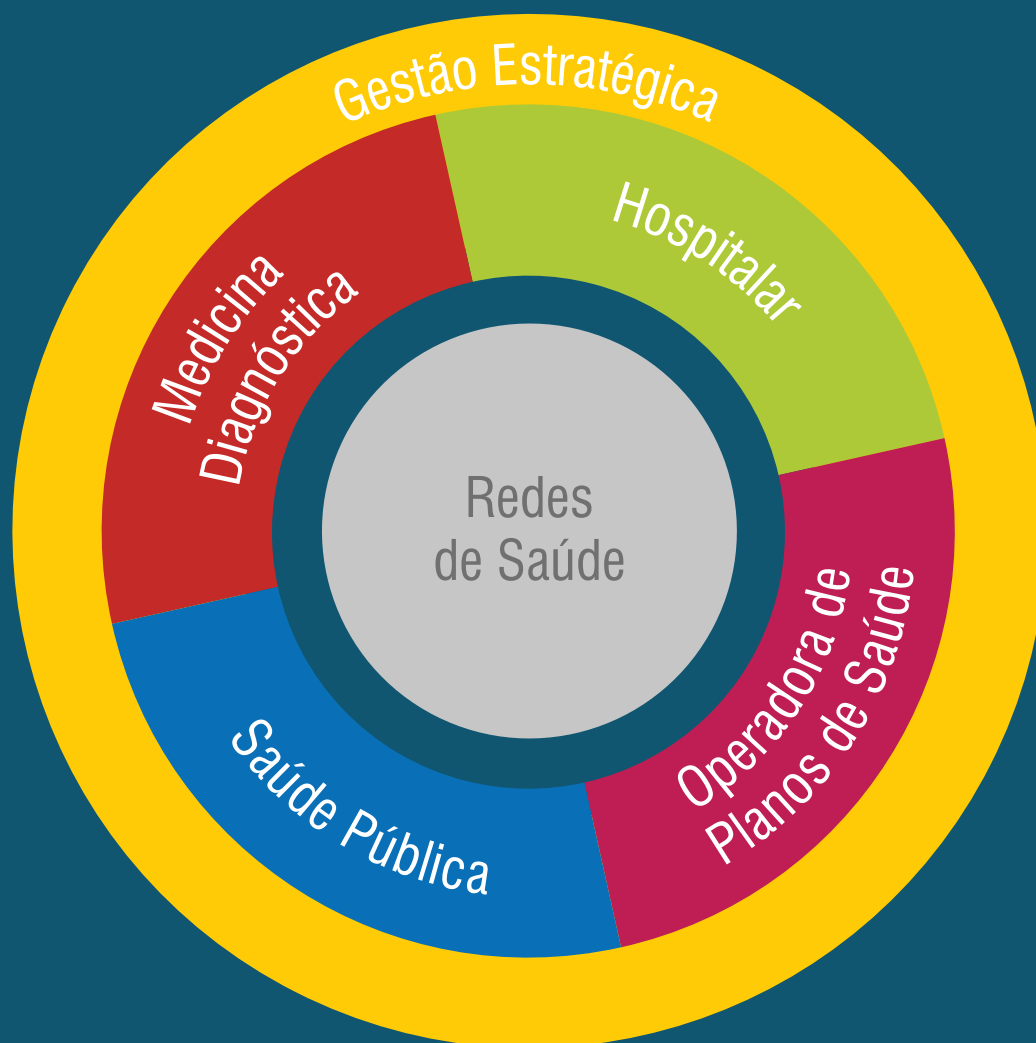 Gestão Estratégica
Hospitalar
Medicina
Diagnóstica
Redes
de Saúde
Operadora de
Planos de Saúde
Saúde Pública